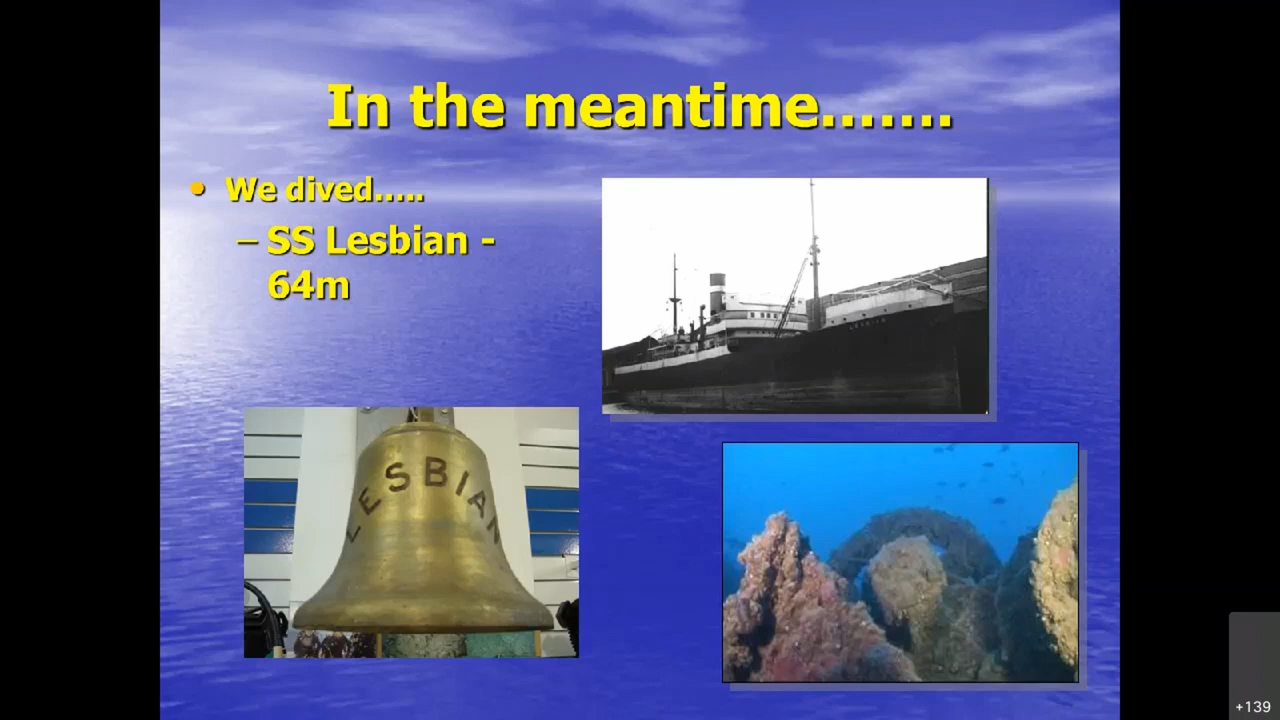 In the meantime.......
• We dived.....
– SS Lesbian -
64m
LESBIAN
+139